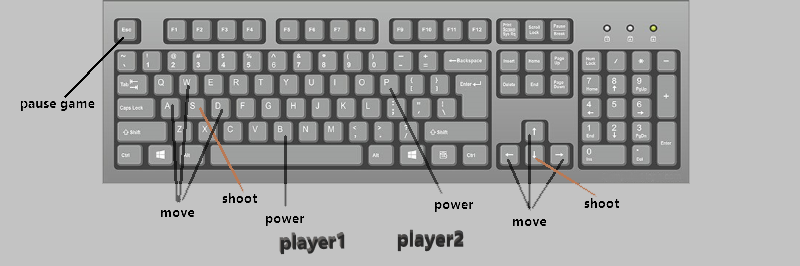 Esc F1 F2 F3 F4 F5 F6 F7 F8 F9 F10 F11 F12 Print Screen Sys Rq Scroll Lock Pause Break
~ ! 1 @ 2 # 3 $ 4 % 5 ^ 6 & 7 * 8 ( 9 ) 0 Backspace Insert Home Page Up Num Lock / * -
Tab Q W E R T Y U I O P { [ } ] Enter Delete End Page Down 7 Home 8 ↑ 9 PgUp +
Caps Lock A S D F G H J K L 4 ← 5 6 →
pause game
Shift Z X C V B N M < > Shift ↑ 1 End 2 ↓ 3 PgDn Enter
Ctrl Alt Alt Ctrl ← ↓ → 0 Ins . Del
shoot
shoot
move
power
power
move
player1
player2